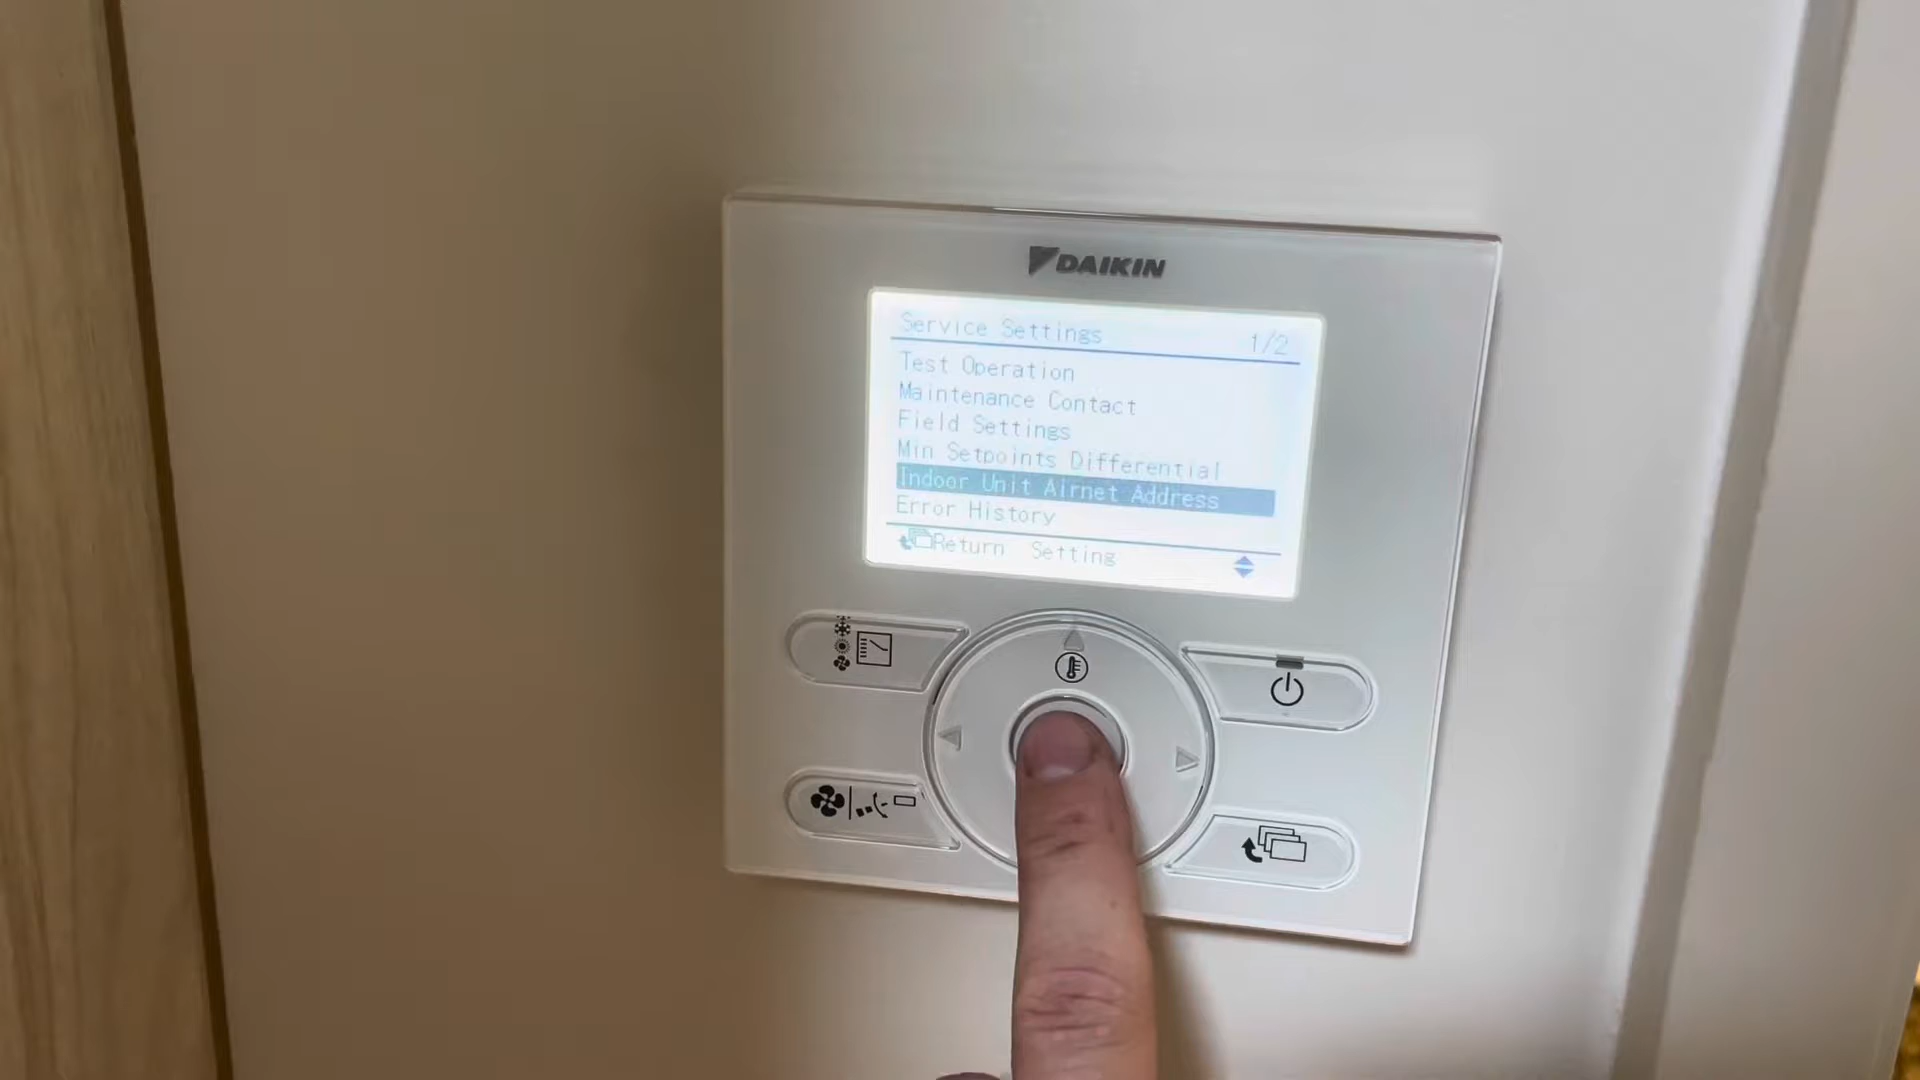 DAIKIN
Service Settings 1/2
Test Operation
Maintenance Contact
Field Settings
Min Setpoints Differential
Indoor Unit Airnet Address
Error History
Return Setting